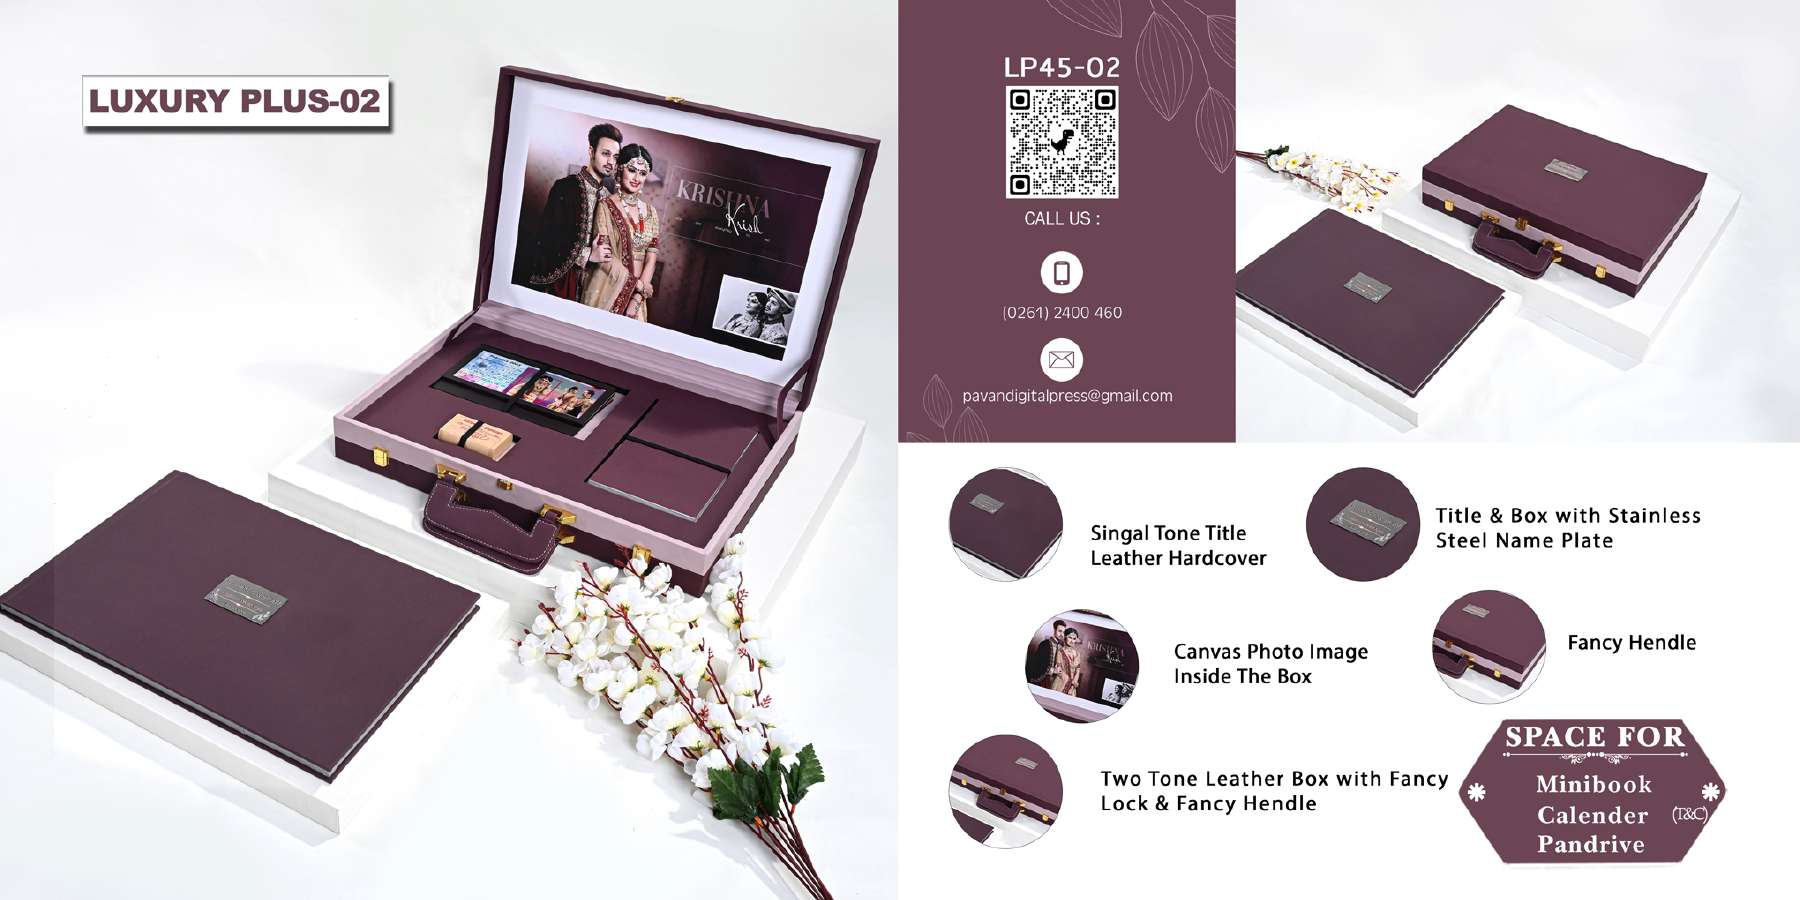 LUXURY PLUS-02
KRISHNA
Krish
LP45-02
CALL US :
(0261) 2400 460
pavandigitalpress@gmail.com
Singal Tone Title
Leather Hardcover
Title & Box with Stainless
Steel Name Plate
Canvas Photo Image
Inside The Box
Fancy Hendle
Two Tone Leather Box with Fancy
Lock & Fancy Hendle
SPACE FOR
Minibook
Calender (T&C)
Pandrive